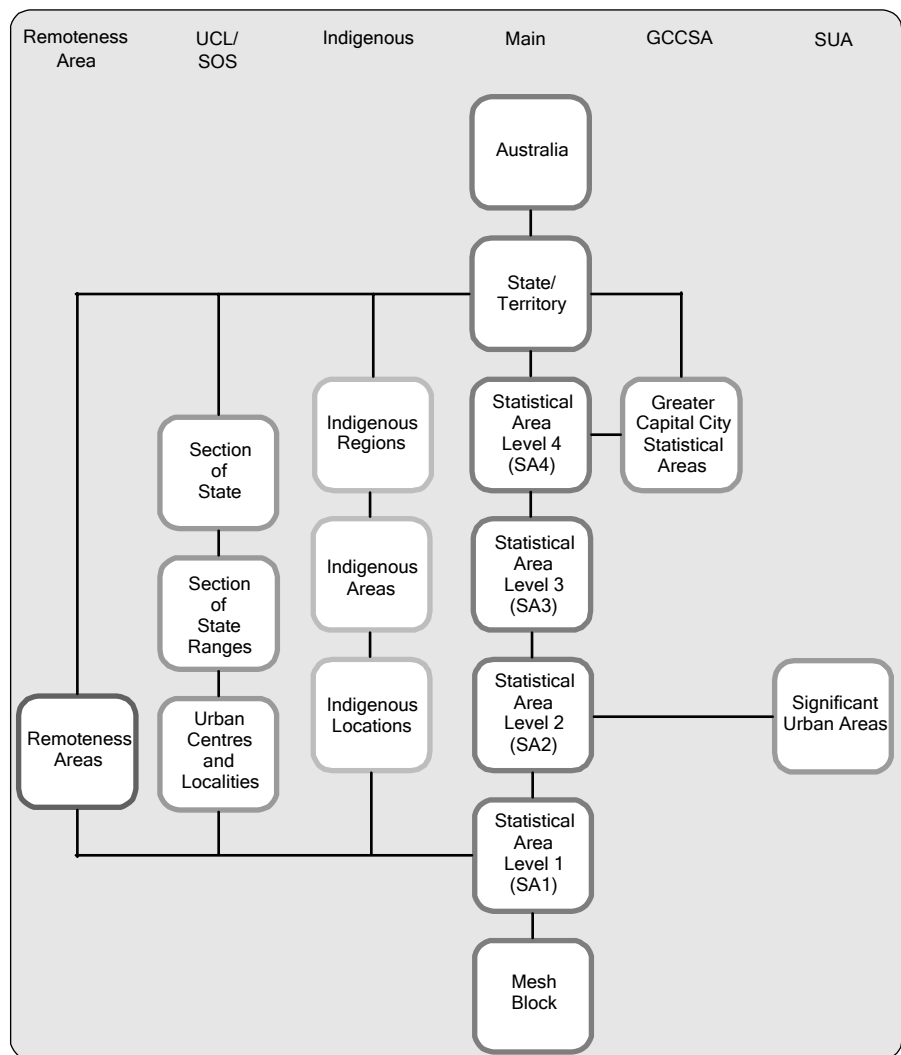 Remoteness
Area
UCL/
SOS
Indigenous
Main
GCCSA
SUA
Australia
State/
Territory
Section
of
State
Indigenous
Regions
Statistical
Area
Level 4
(SA4)
Greater
Capital City
Statistical
Areas
Section
of
State
Ranges
Indigenous
Areas
Statistical
Area
Level 3
(SA3)
Remoteness
Areas
Urban
Centres
and
Localities
Indigenous
Locations
Statistical
Area
Level 2
(SA2)
Significant
Urban Areas
Statistical
Area
Level 1
(SA1)
Mesh
Block